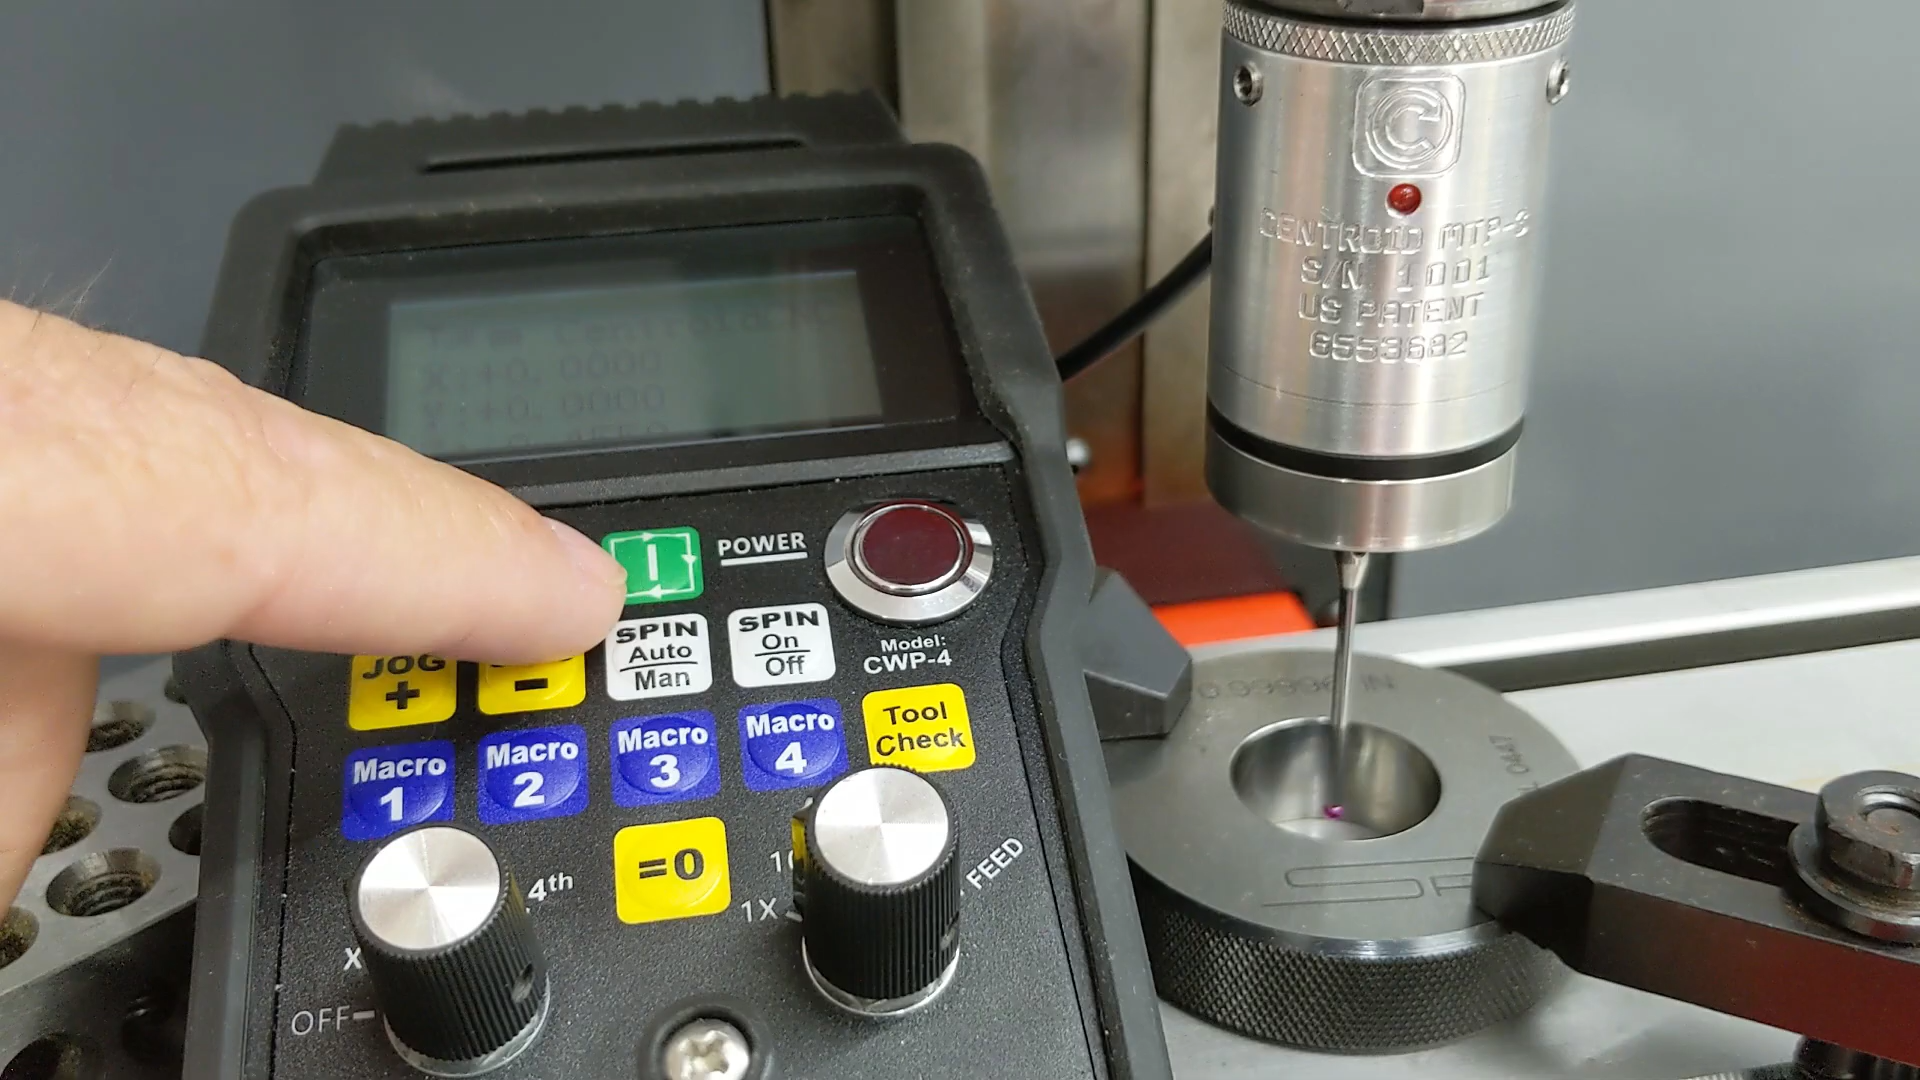 CENTROID MTP-
S/N 1001
US PATENT
6553682
X:+0.0000
Y:+0.0000
POWER
SPIN
Auto
Man
SPIN
On
Off
Model:
CWP-4
JOG
+
-
Macro
1
Macro
2
Macro
3
Macro
4
Tool
Check
=0
4th
X
OFF
1X
FEED